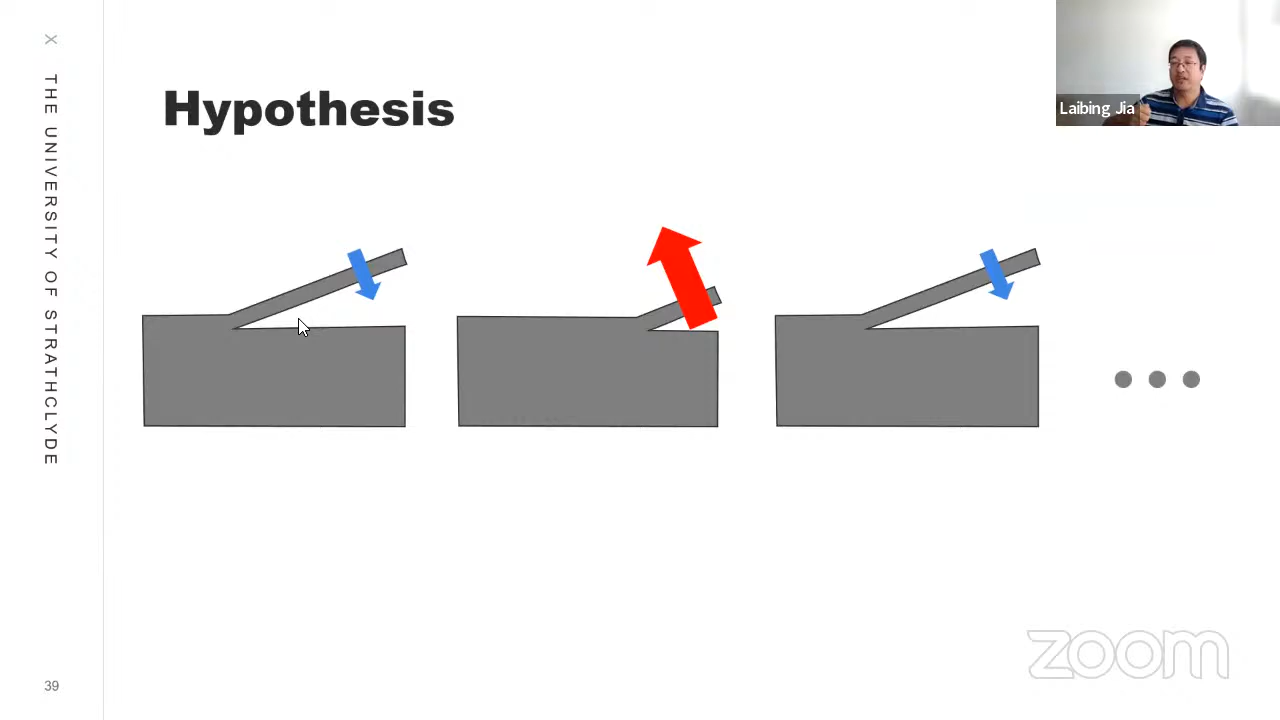 X THE UNIVERSITY OF STRATHCLYDE
Hypothesis
Laibing Jia
39
zoom